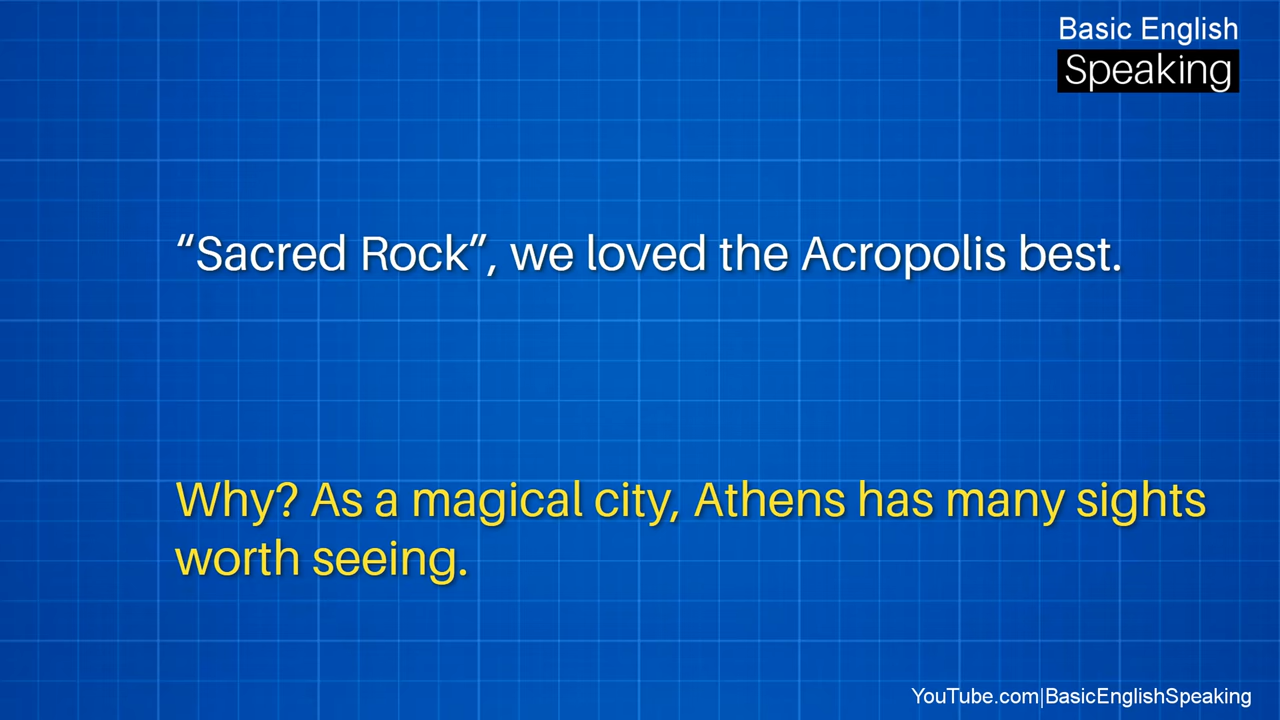 Basic English
Speaking
“Sacred Rock”, we loved the Acropolis best.
Why? As a magical city, Athens has many sights
worth seeing.
YouTube.com|BasicEnglishSpeaking